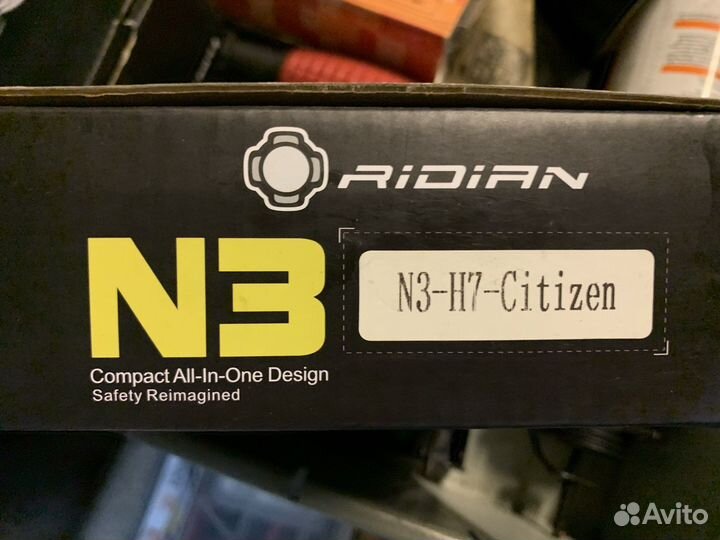 RiDiAN
N3
N3-H7-Citizen
Compact All-In-One Design
Safety Reimagined
Avito